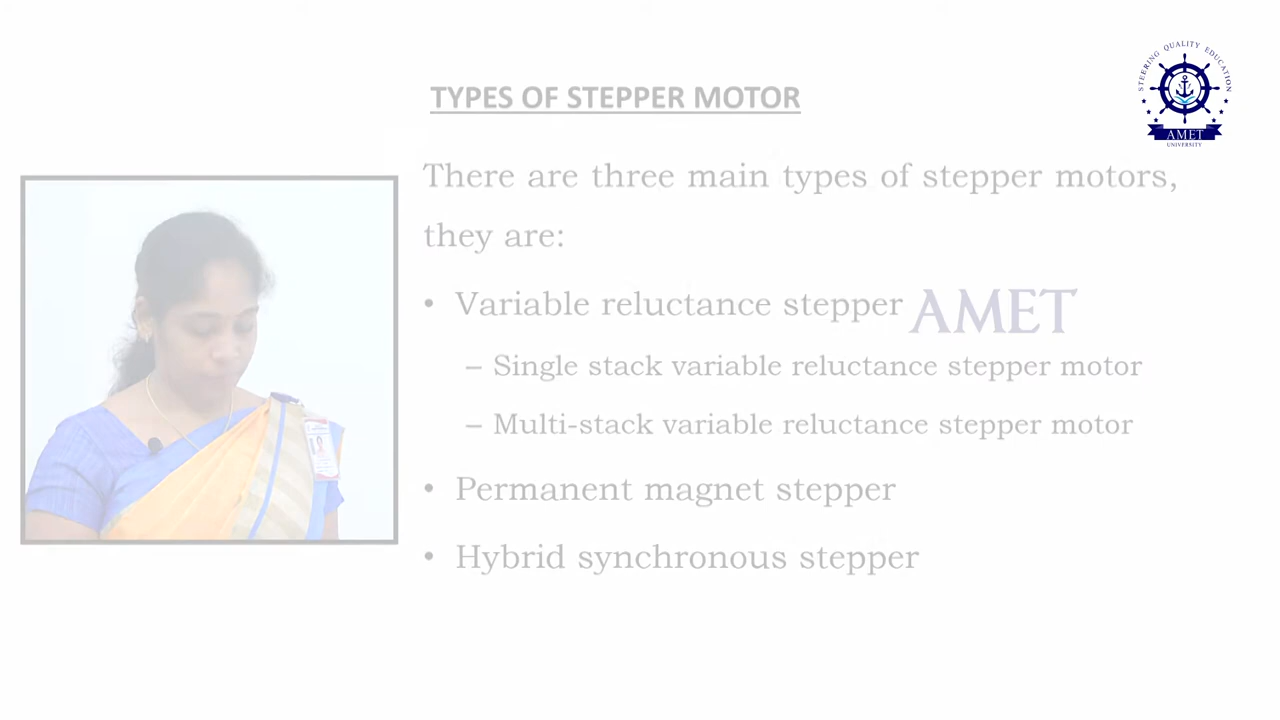 STEERING QUALITY EDUCATION
AMET
UNIVERSITY
TYPES OF STEPPER MOTOR
There are three main types of stepper motors,
they are:
• Variable reluctance stepper
AMET
– Single stack variable reluctance stepper motor
– Multi-stack variable reluctance stepper motor
• Permanent magnet stepper
• Hybrid synchronous stepper